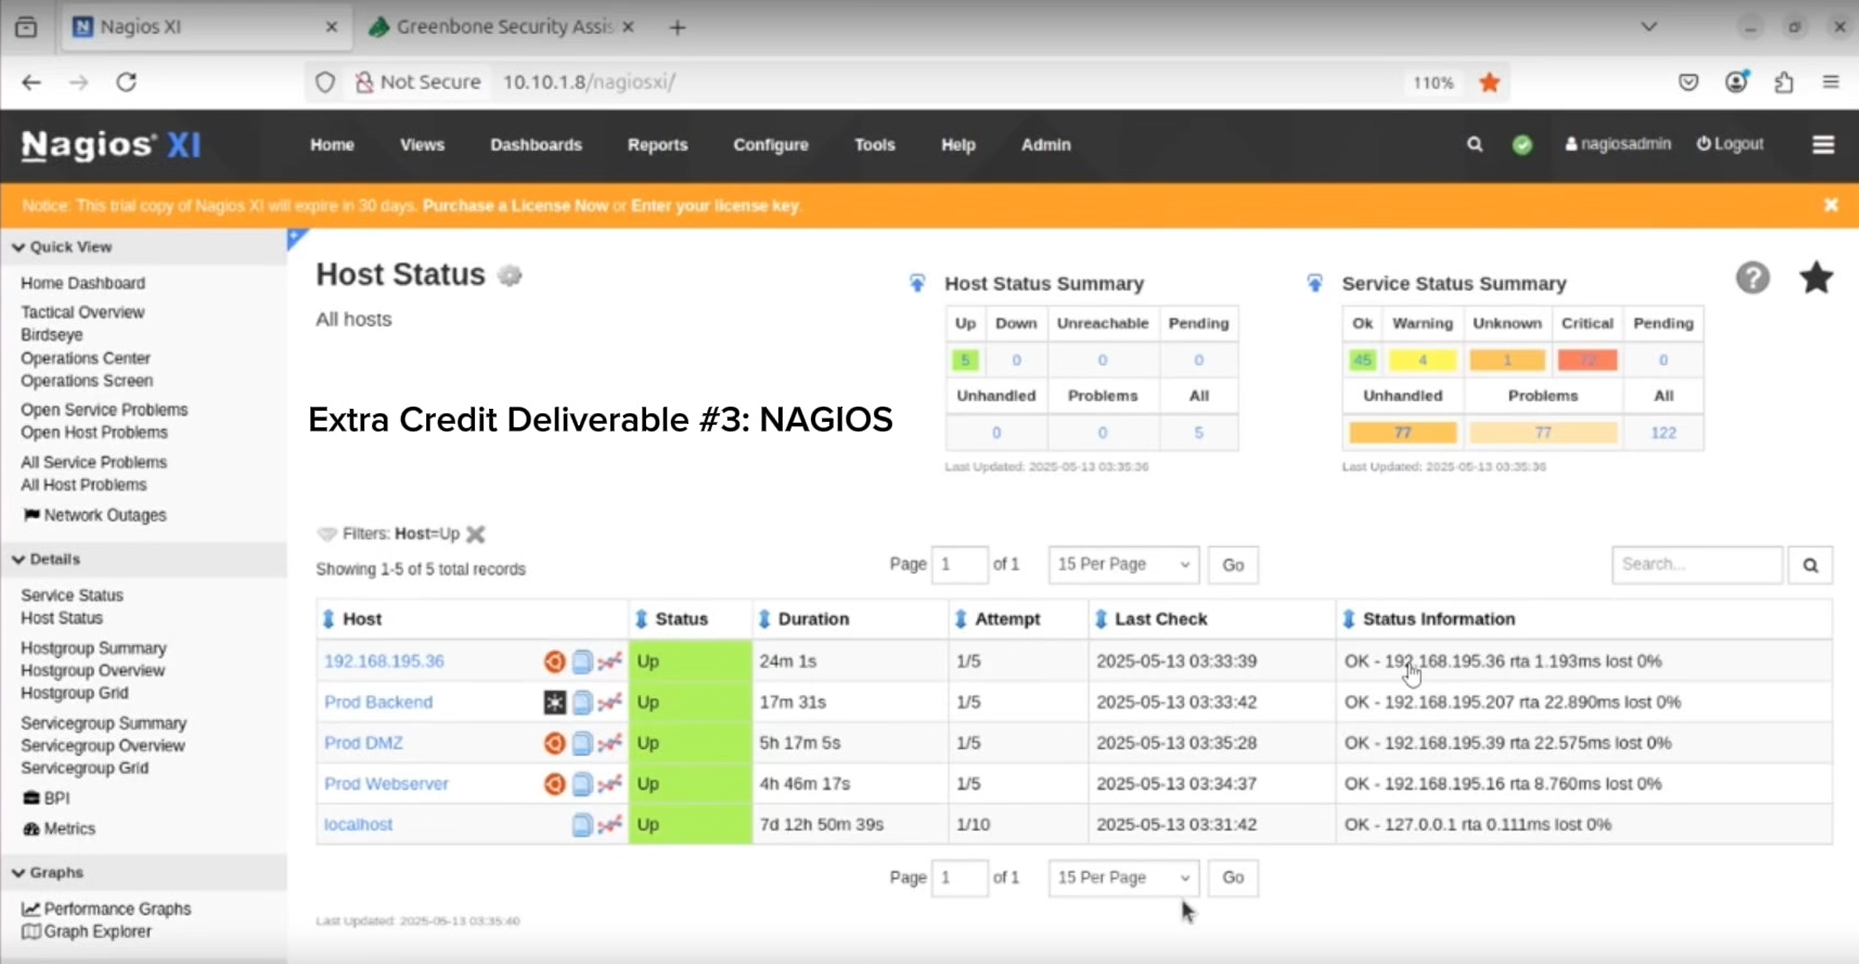 Nagios XI
Greenbone Security Assis
Not Secure 10.10.1.8/nagiosxi/ 110%
Nagios XI Home Views Dashboards Reports Configure Tools Help Admin nagiosadmin Logout
Notice: This trial copy of Nagios XI will expire in 30 days. Purchase a License Now or Enter your license key.
Quick View
Home Dashboard
Tactical Overview
Birdseye
Operations Center
Operations Screen
Open Service Problems
Open Host Problems
All Service Problems
All Host Problems
Network Outages
Details
Service Status
Host Status
Hostgroup Summary
Hostgroup Overview
Hostgroup Grid
Servicegroup Summary
Servicegroup Overview
Servicegroup Grid
BPI
Metrics
Graphs
Performance Graphs
Graph Explorer
Host Status
All hosts
Extra Credit Deliverable #3: NAGIOS
Host Status Summary
Up Down Unreachable Pending
5 0 0 0
Unhandled Problems All
0 0 5
Last Updated: 2025-05-13 03:35:36
Service Status Summary
Ok Warning Unknown Critical Pending
45 4 1 72 0
Unhandled Problems All
77 77 122
Last Updated: 2025-05-13 03:35:36
Filters: Host=Up
Showing 1-5 of 5 total records
Page 1 of 1 15 Per Page Go Search...
Host Status Duration Attempt Last Check Status Information
192.168.195.36 Up 24m 1s 1/5 2025-05-13 03:33:39 OK - 192.168.195.36 rta 1.193ms lost 0%
Prod Backend Up 17m 31s 1/5 2025-05-13 03:33:42 OK - 192.168.195.207 rta 22.890ms lost 0%
Prod DMZ Up 5h 17m 5s 1/5 2025-05-13 03:35:28 OK - 192.168.195.39 rta 22.575ms lost 0%
Prod Webserver Up 4h 46m 17s 1/5 2025-05-13 03:34:37 OK - 192.168.195.16 rta 8.760ms lost 0%
localhost Up 7d 12h 50m 39s 1/10 2025-05-13 03:31:42 OK - 127.0.0.1 rta 0.111ms lost 0%
Page 1 of 1 15 Per Page Go
Last Updated: 2025-05-13 03:35:40